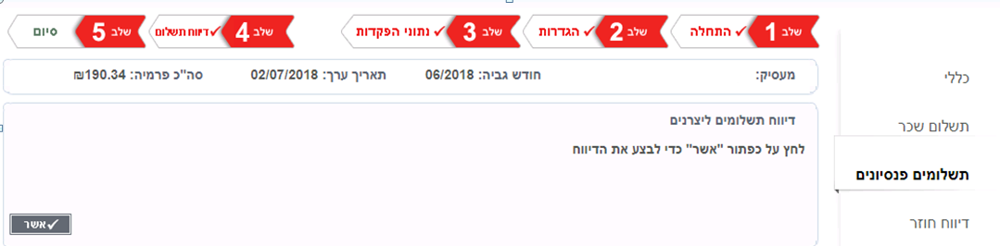 שלב 1 ✓ התחלה שלב 2 ✓ הגדרות שלב 3 ✓ נתוני הפקדות שלב 4 ✓ דיווח תשלום שלב 5 סיום
מעסיק: חודש גביה: 06/2018 תאריך ערך: 02/07/2018 סה"כ פרמיה: 190.34₪
דיווח תשלומים ליצרנים
לחץ על כפתור "אשר" כדי לבצע את הדיווח
✓ אשר
כללי
תשלום שכר
תשלומים פנסיונים
דיווח חוזר